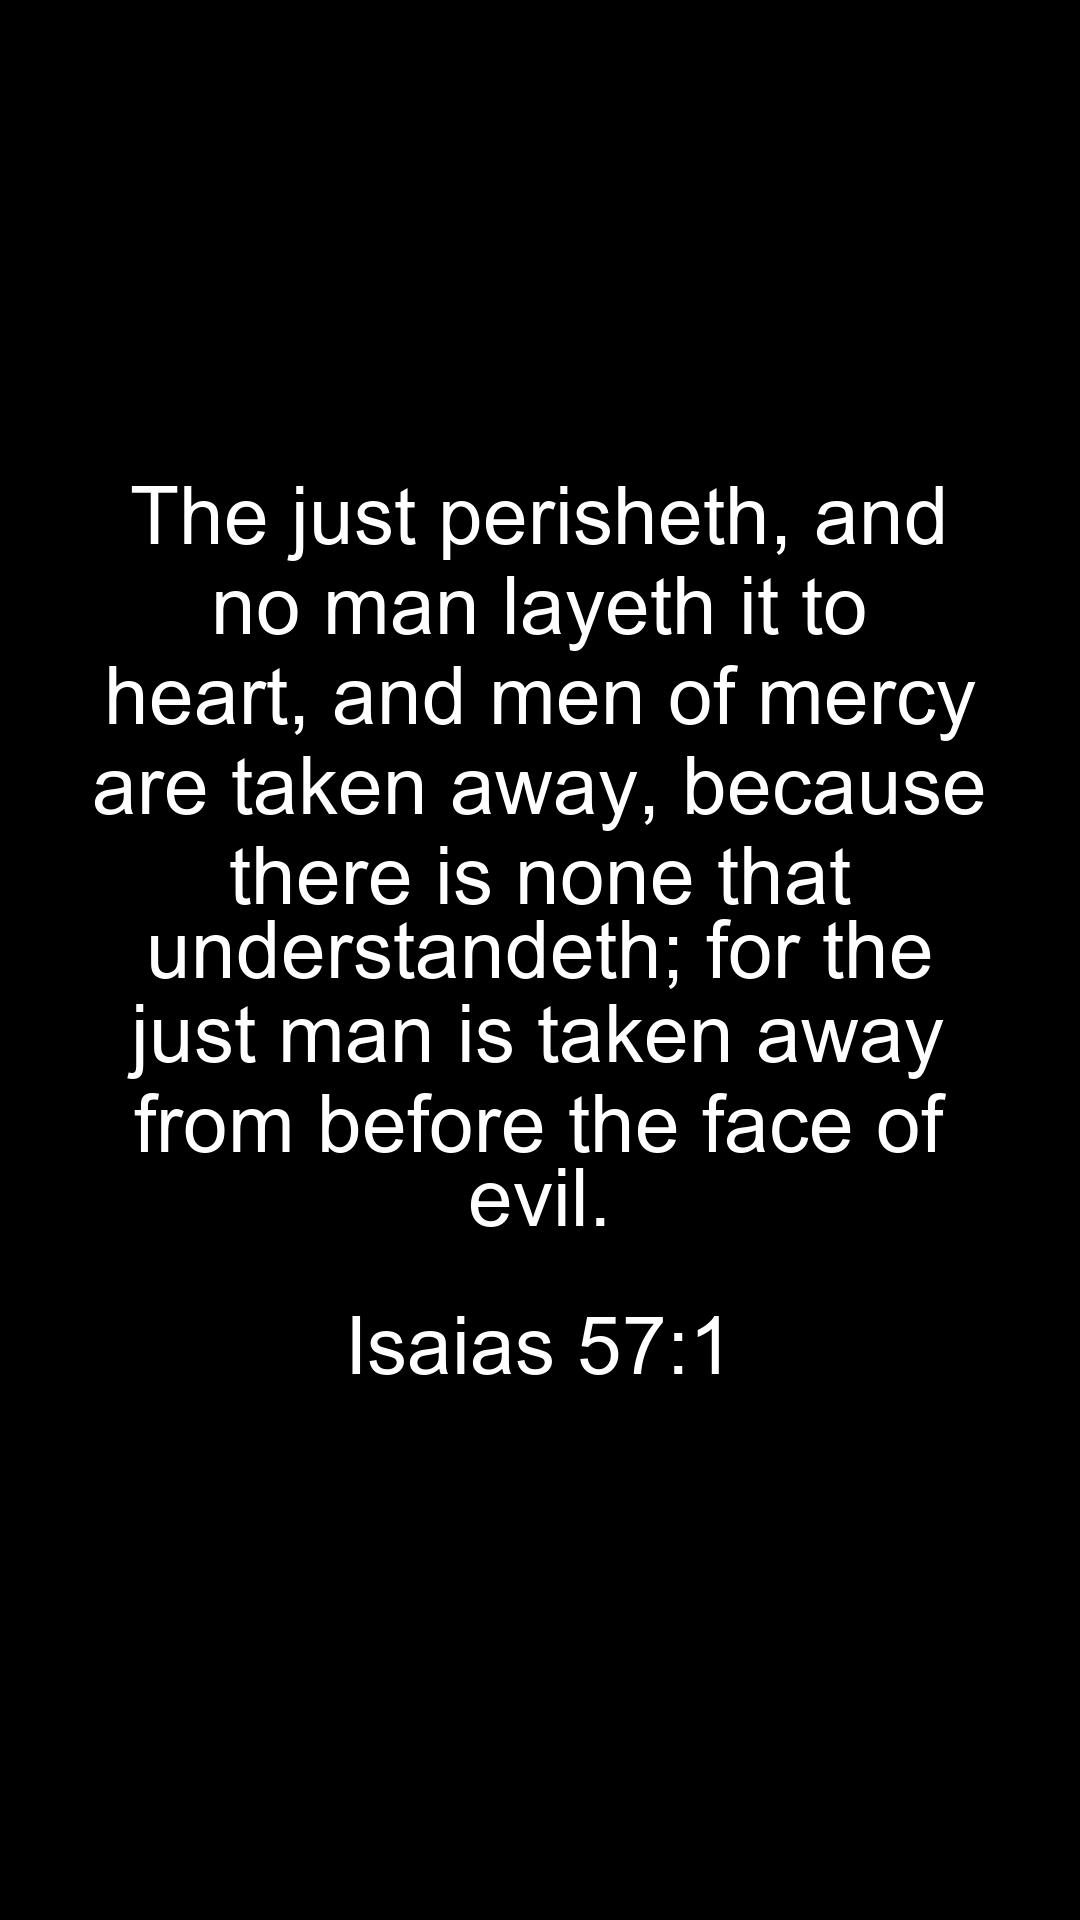 The just perisheth, and
no man layeth it to
heart, and men of mercy
are taken away, because
there is none that
understandeth; for the
just man is taken away
from before the face of
evil.
Isaias 57:1